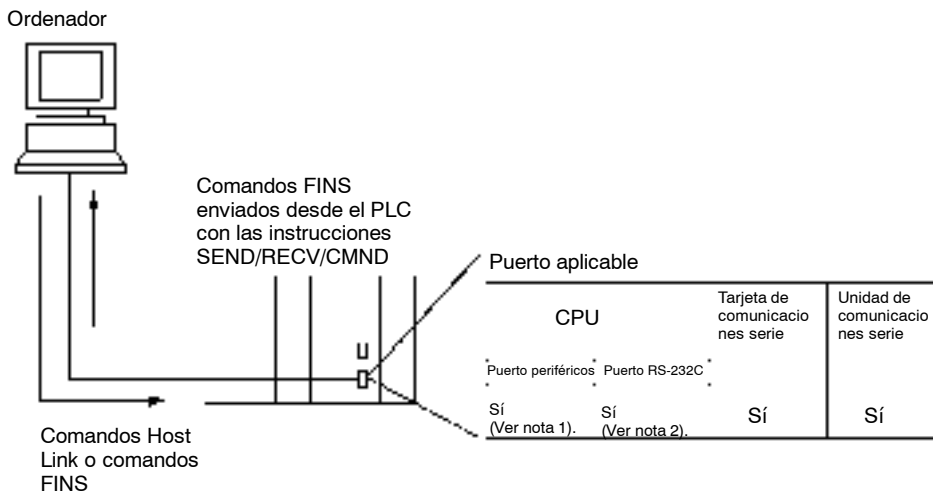 Ordenador
Comandos FINS
enviados desde el PLC
con las instrucciones
SEND/RECV/CMND
Puerto aplicable
CPU
Tarjeta de
comunicacio
nes serie
Unidad de
comunicacio
nes serie
Puerto periféricos
Puerto RS-232C
Sí
(Ver nota 1).
Sí
(Ver nota 2).
Sí
Sí
Comandos Host
Link o comandos
FINS